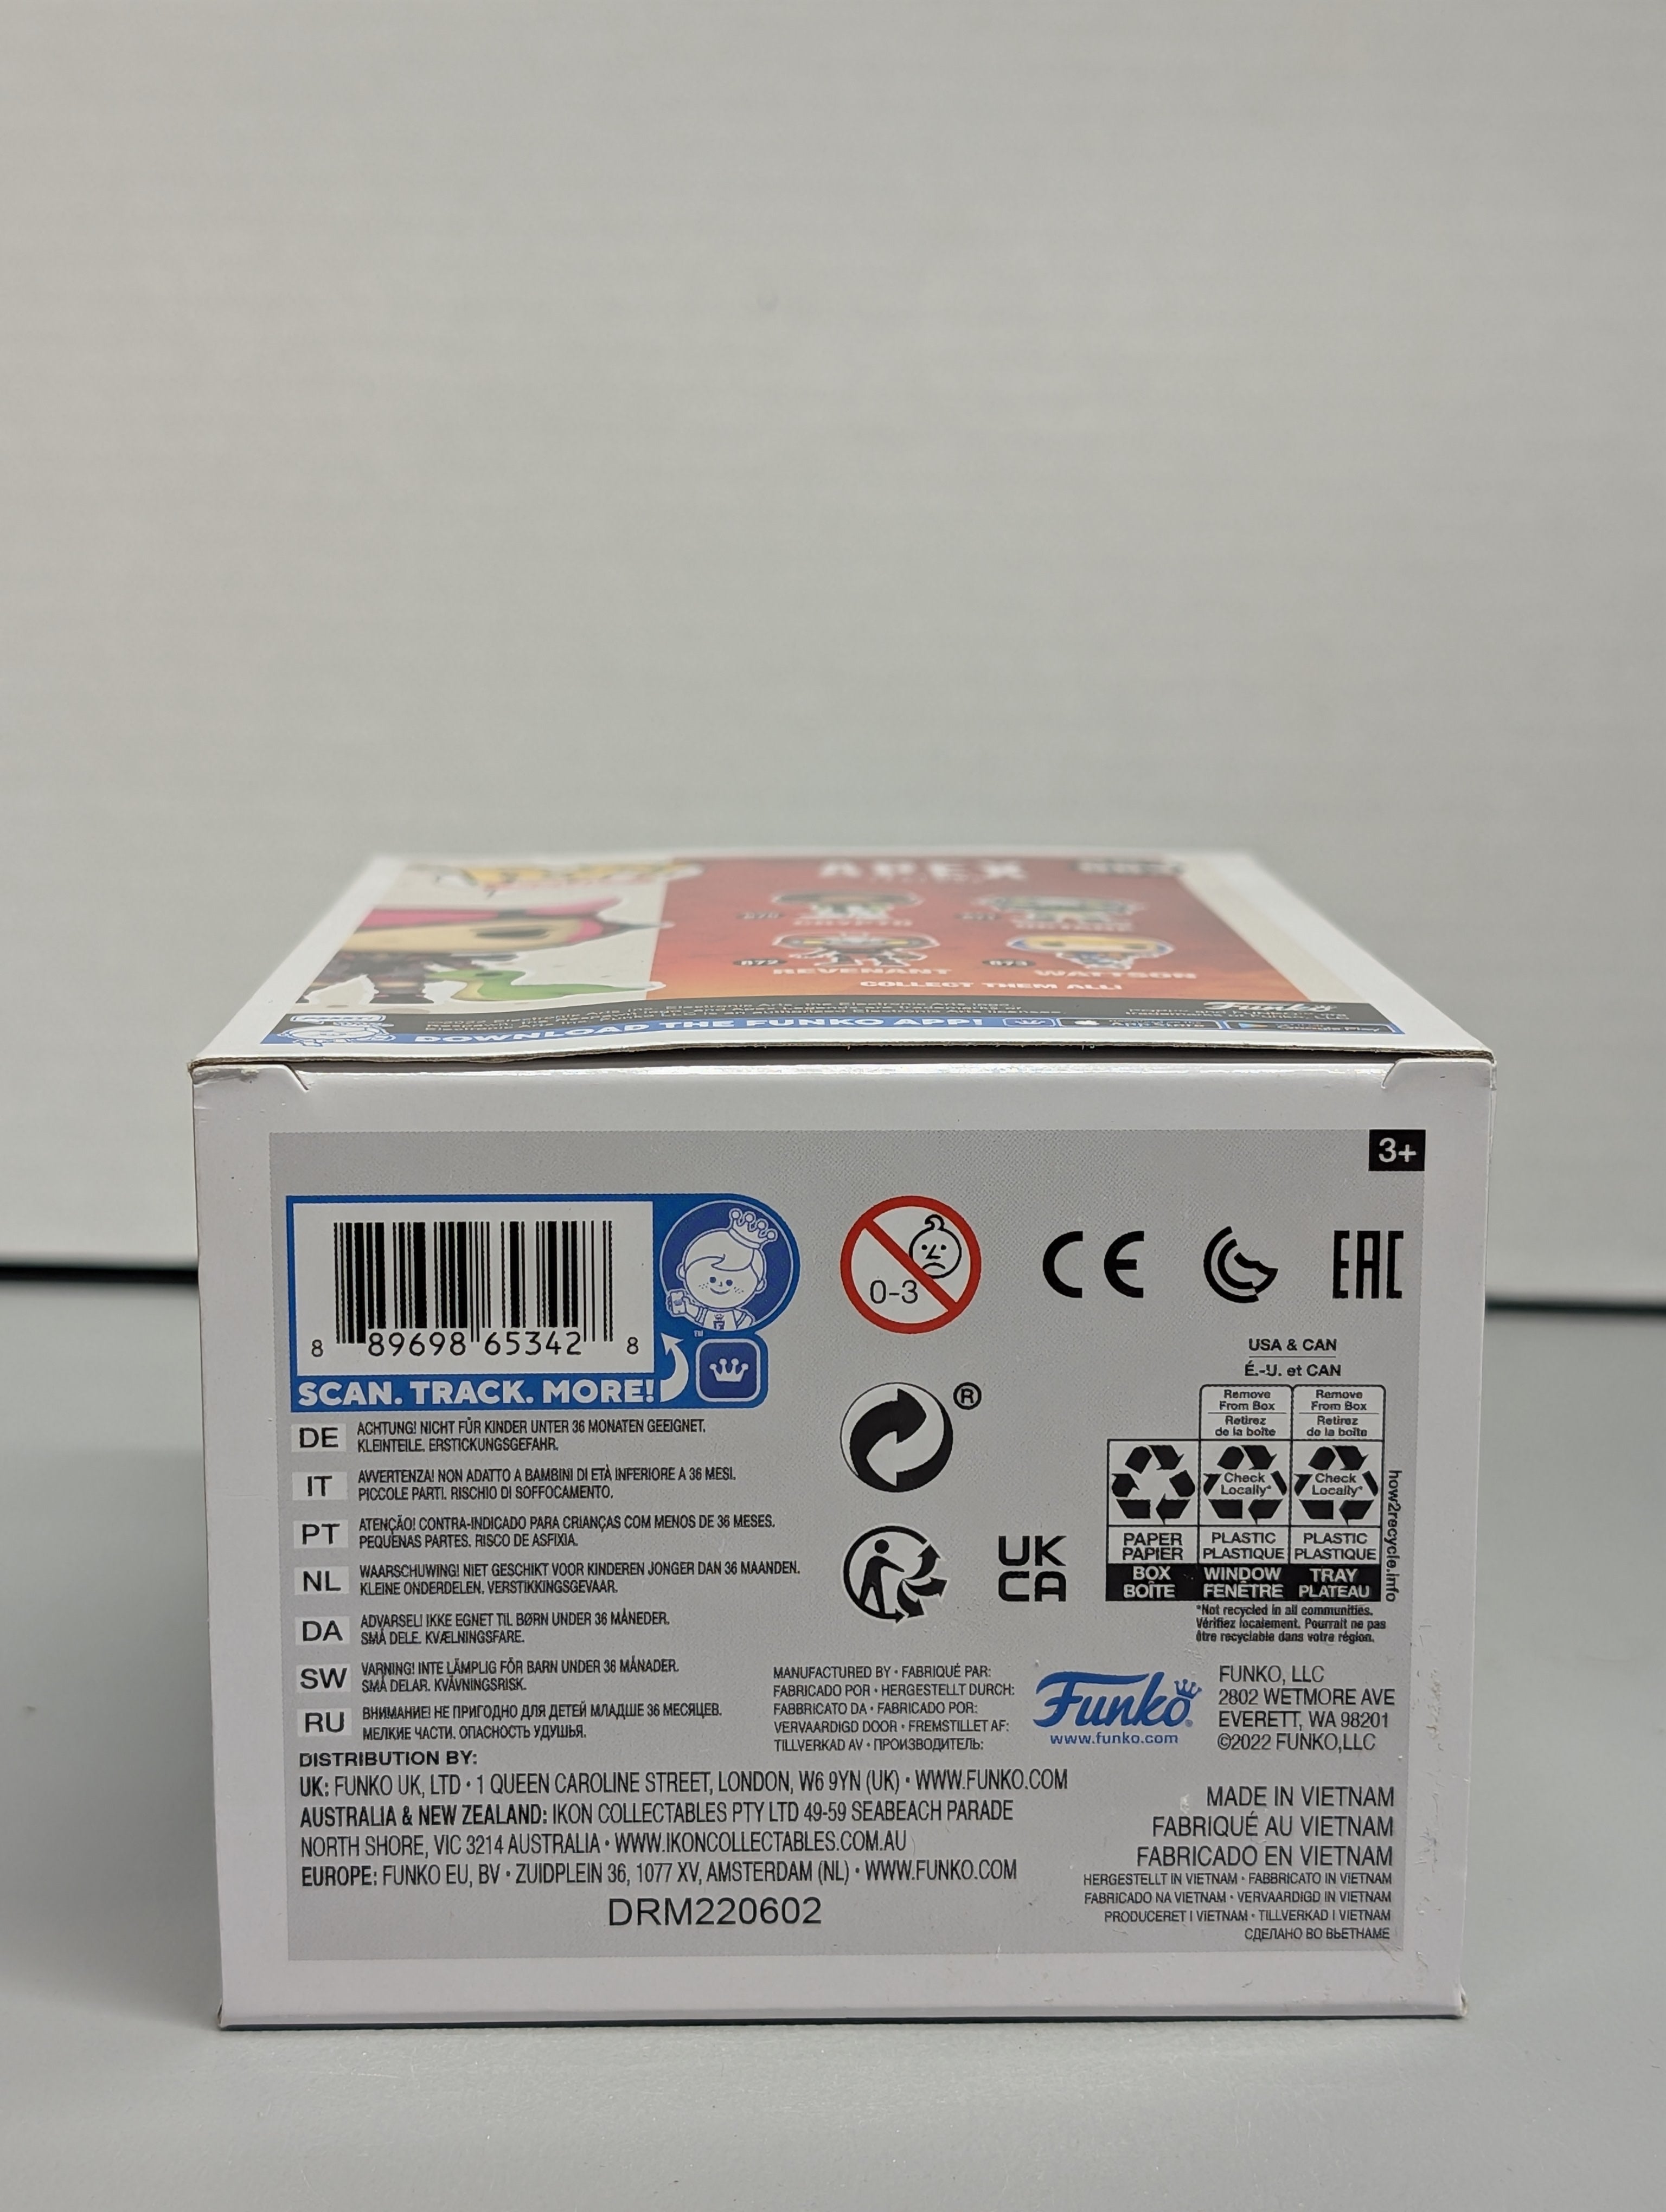 APEX
870
CRYPTO
871
OCTANE
872
REVENANT
873
WATTSON
COLLECT THEM ALL!
Funko
DOWNLOAD THE FUNKO APP!
App Store
Google Play
3+
8 89698 65342 8
SCAN. TRACK. MORE!
TM
0-3
CE
EAC
USA & CAN
É.-U. et CAN
Remove
From Box
Retirez
de la boîte
Remove
From Box
Retirez
de la boîte
Check
Locally*
Check
Locally*
PAPER
PAPIER
PLASTIC
PLASTIQUE
PLASTIC
PLASTIQUE
BOX
BOÎTE
WINDOW
FENÊTRE
TRAY
PLATEAU
how2recycle.info
*Not recycled in all communities.
Vérifiez localement. Pourrait ne pas
être recyclable dans votre région.
®
UK
CA
DE ACHTUNG! NICHT FÜR KINDER UNTER 36 MONATEN GEEIGNET.
KLEINTEILE. ERSTICKUNGSGEFAHR.
IT AVVERTENZA! NON ADATTO A BAMBINI DI ETÀ INFERIORE A 36 MESI.
PICCOLE PARTI. RISCHIO DI SOFFOCAMENTO.
PT ATENÇÃO! CONTRA-INDICADO PARA CRIANÇAS COM MENOS DE 36 MESES.
PEQUENAS PARTES. RISCO DE ASFIXIA.
NL WAARSCHUWING! NIET GESCHIKT VOOR KINDEREN JONGER DAN 36 MAANDEN.
KLEINE ONDERDELEN. VERSTIKKINGSGEVAAR.
DA ADVARSEL! IKKE EGNET TIL BØRN UNDER 36 MÅNEDER.
SMÅ DELE. KVÆLNINGSFARE.
SW VARNING! INTE LÄMPLIG FÖR BARN UNDER 36 MÅNADER.
SMÅ DELAR. KVÄVNINGSRISK.
RU ВНИМАНИЕ! НЕ ПРИГОДНО ДЛЯ ДЕТЕЙ МЛАДШЕ 36 МЕСЯЦЕВ.
МЕЛКИЕ ЧАСТИ. ОПАСНОСТЬ УДУШЬЯ.
MANUFACTURED BY • FABRIQUÉ PAR:
FABRICADO POR • HERGESTELLT DURCH:
FABBRICATO DA • FABRICADO POR:
VERVAARDIGD DOOR • FREMSTILLET AF:
TILLVERKAD AV • ПРОИЗВОДИТЕЛЬ:
Funko
www.funko.com
FUNKO, LLC
2802 WETMORE AVE
EVERETT, WA 98201
©2022 FUNKO,LLC
DISTRIBUTION BY:
UK: FUNKO UK, LTD • 1 QUEEN CAROLINE STREET, LONDON, W6 9YN (UK) • WWW.FUNKO.COM
AUSTRALIA & NEW ZEALAND: IKON COLLECTABLES PTY LTD 49-59 SEABEACH PARADE
NORTH SHORE, VIC 3214 AUSTRALIA • WWW.IKONCOLLECTABLES.COM.AU
EUROPE: FUNKO EU, BV • ZUIDPLEIN 36, 1077 XV, AMSTERDAM (NL) • WWW.FUNKO.COM
DRM220602
MADE IN VIETNAM
FABRIQUÉ AU VIETNAM
FABRICADO EN VIETNAM
HERGESTELLT IN VIETNAM • FABBRICATO IN VIETNAM
FABRICADO NA VIETNAM • VERVAARDIGD IN VIETNAM
PRODUCERET I VIETNAM • TILLVERKAD I VIETNAM
СДЕЛАНО ВО ВЬЕТНАМЕ